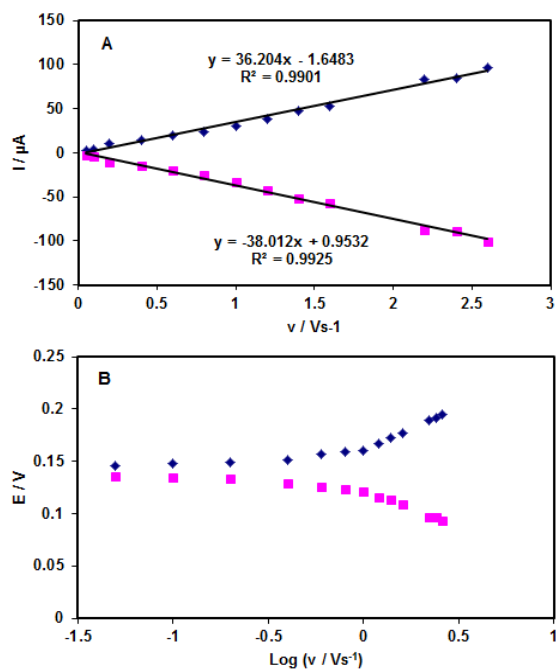 A
y = 36.204x - 1.6483
R² = 0.9901
150
100
50
0
-50
-100
-150
I / µA
y = -38.012x + 0.9532
R² = 0.9925
0 0.5 1 1.5 2 2.5 3
v / Vs-1
B
0.25
0.2
0.15
0.1
0.05
0
E / V
-1.5 -1 -0.5 0 0.5 1
Log (v / Vs-¹)